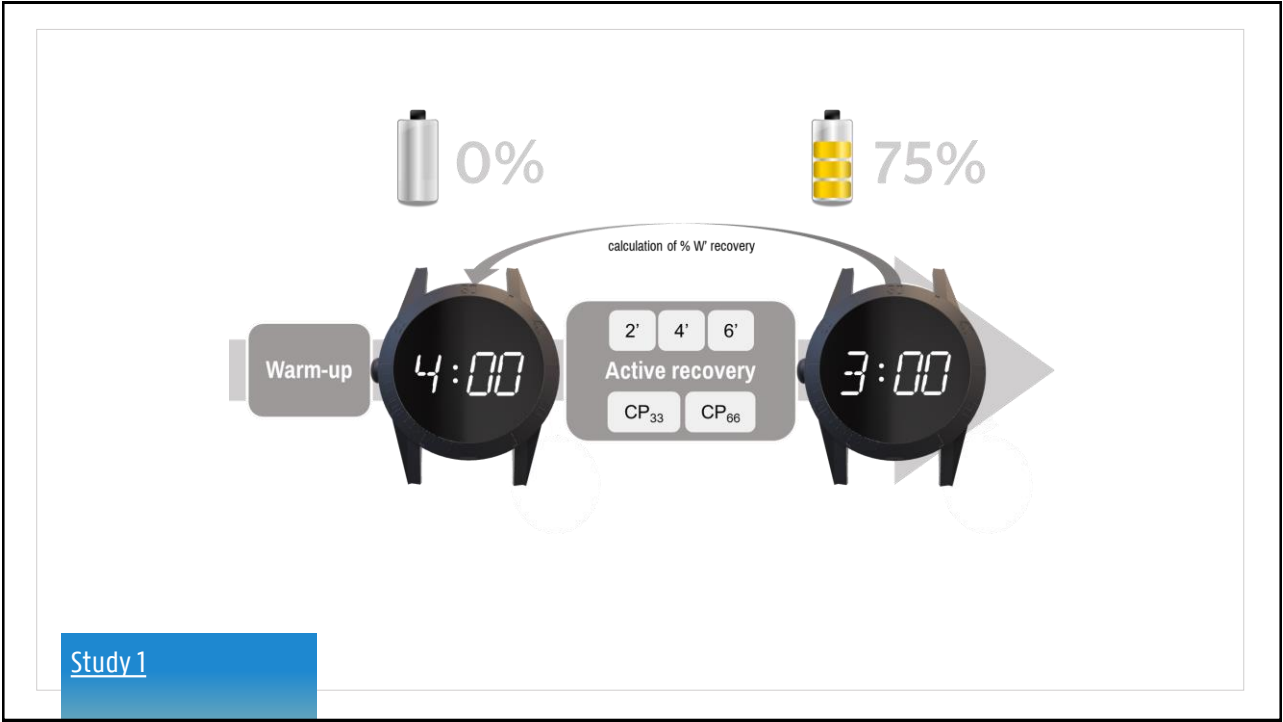 0%
75%
calculation of % W' recovery
Warm-up
4:00
2' 4' 6'
Active recovery
CP33 CP66
3:00
Study 1